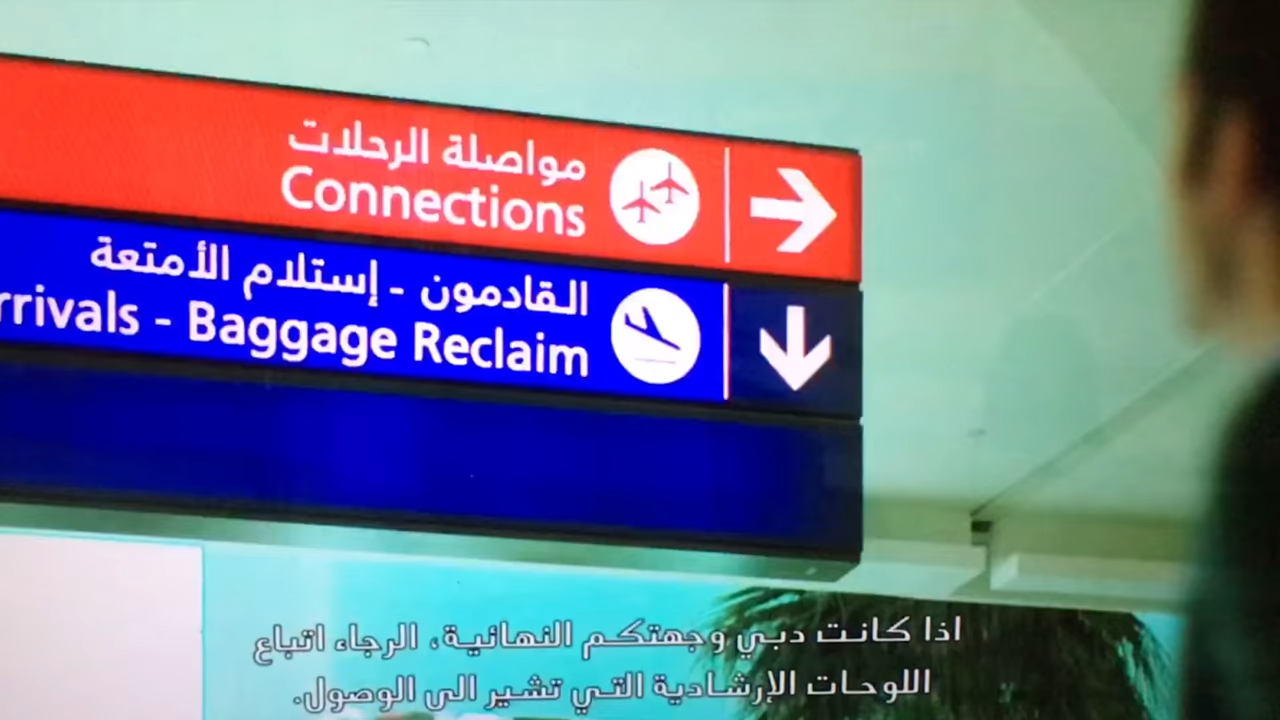 مواصلة الرحلات
Connections
القادمون - إستلام الأمتعة
rrivals - Baggage Reclaim
اذا كانت دبي وجهتكم النهائية، الرجاء اتباع
اللوحات الإرشادية التي تشير الى الوصول.